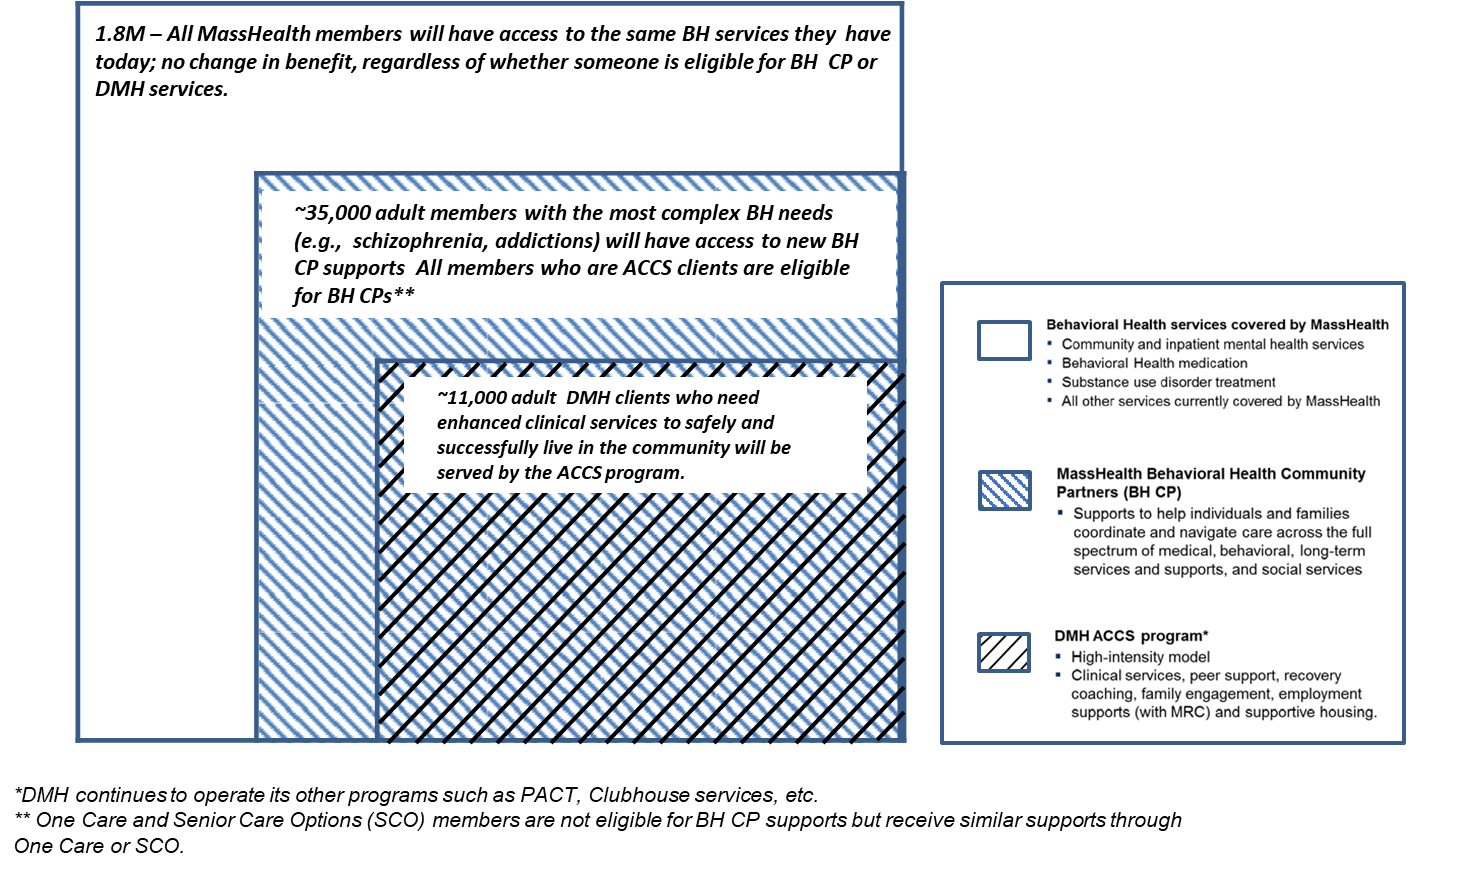 1.8M – All MassHealth members will have access to the same BH services they have
today; no change in benefit, regardless of whether someone is eligible for BH CP or
DMH services.
~35,000 adult members with the most complex BH needs
(e.g., schizophrenia, addictions) will have access to new BH
CP supports All members who are ACCS clients are eligible
for BH CPs**
~11,000 adult DMH clients who need
enhanced clinical services to safely and
successfully live in the community will be
served by the ACCS program.
Behavioral Health services covered by MassHealth
▪ Community and inpatient mental health services
▪ Behavioral Health medication
▪ Substance use disorder treatment
▪ All other services currently covered by MassHealth
MassHealth Behavioral Health Community
Partners (BH CP)
▪ Supports to help individuals and families
coordinate and navigate care across the full
spectrum of medical, behavioral, long-term
services and supports, and social services
DMH ACCS program*
▪ High-intensity model
▪ Clinical services, peer support, recovery
coaching, family engagement, employment
supports (with MRC) and supportive housing.
*DMH continues to operate its other programs such as PACT, Clubhouse services, etc.
** One Care and Senior Care Options (SCO) members are not eligible for BH CP supports but receive similar supports through
One Care or SCO.